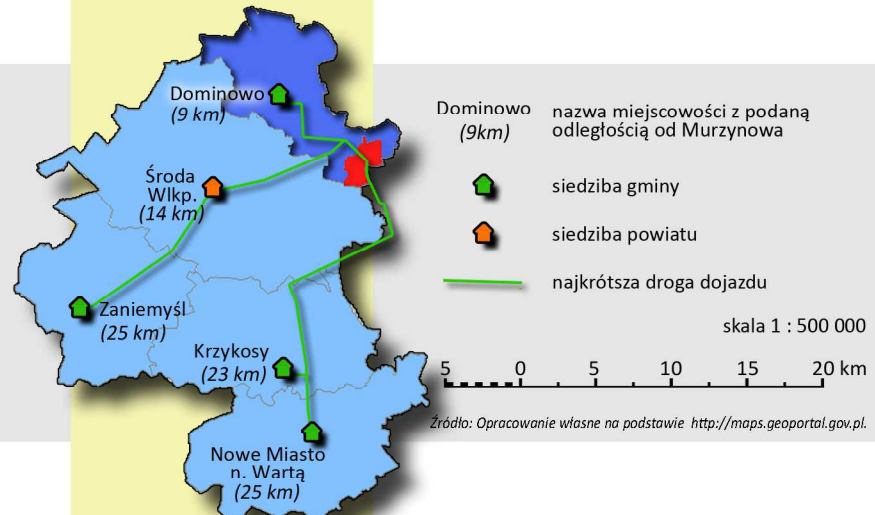 Dominowo
(9 km)
Środa
Wlkp.
(14 km)
Zaniemyśl
(25 km)
Krzykosy
(23 km)
Nowe Miasto
n. Wartą
(25 km)
Dominowo
(9km)
nazwa miejscowości z podaną
odległością od Murzynowa
siedziba gminy
siedziba powiatu
najkrótsza droga dojazdu
skala 1 : 500 000
5 0 5 10 15 20 km
Źródło: Opracowanie własne na podstawie http://maps.geoportal.gov.pl.